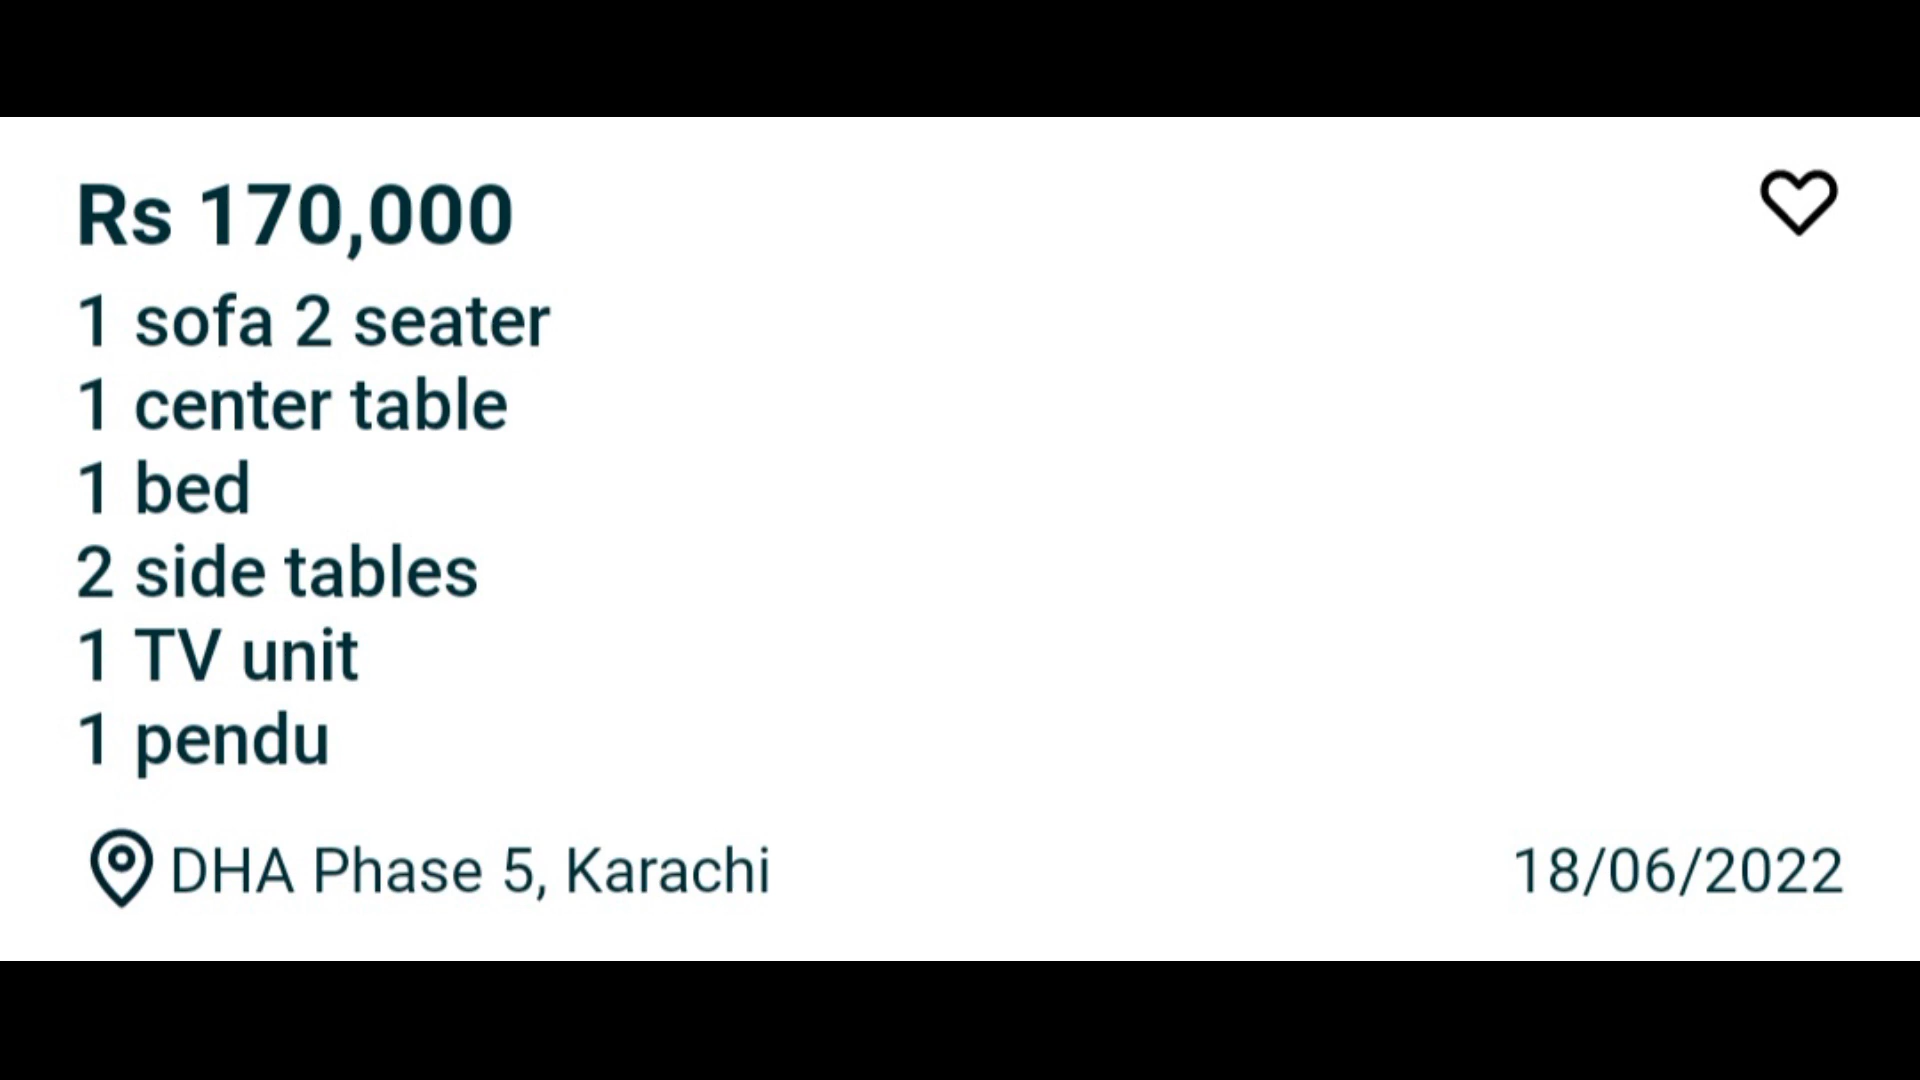 Rs 170,000
1 sofa 2 seater
1 center table
1 bed
2 side tables
1 TV unit
1 pendu
DHA Phase 5, Karachi
18/06/2022